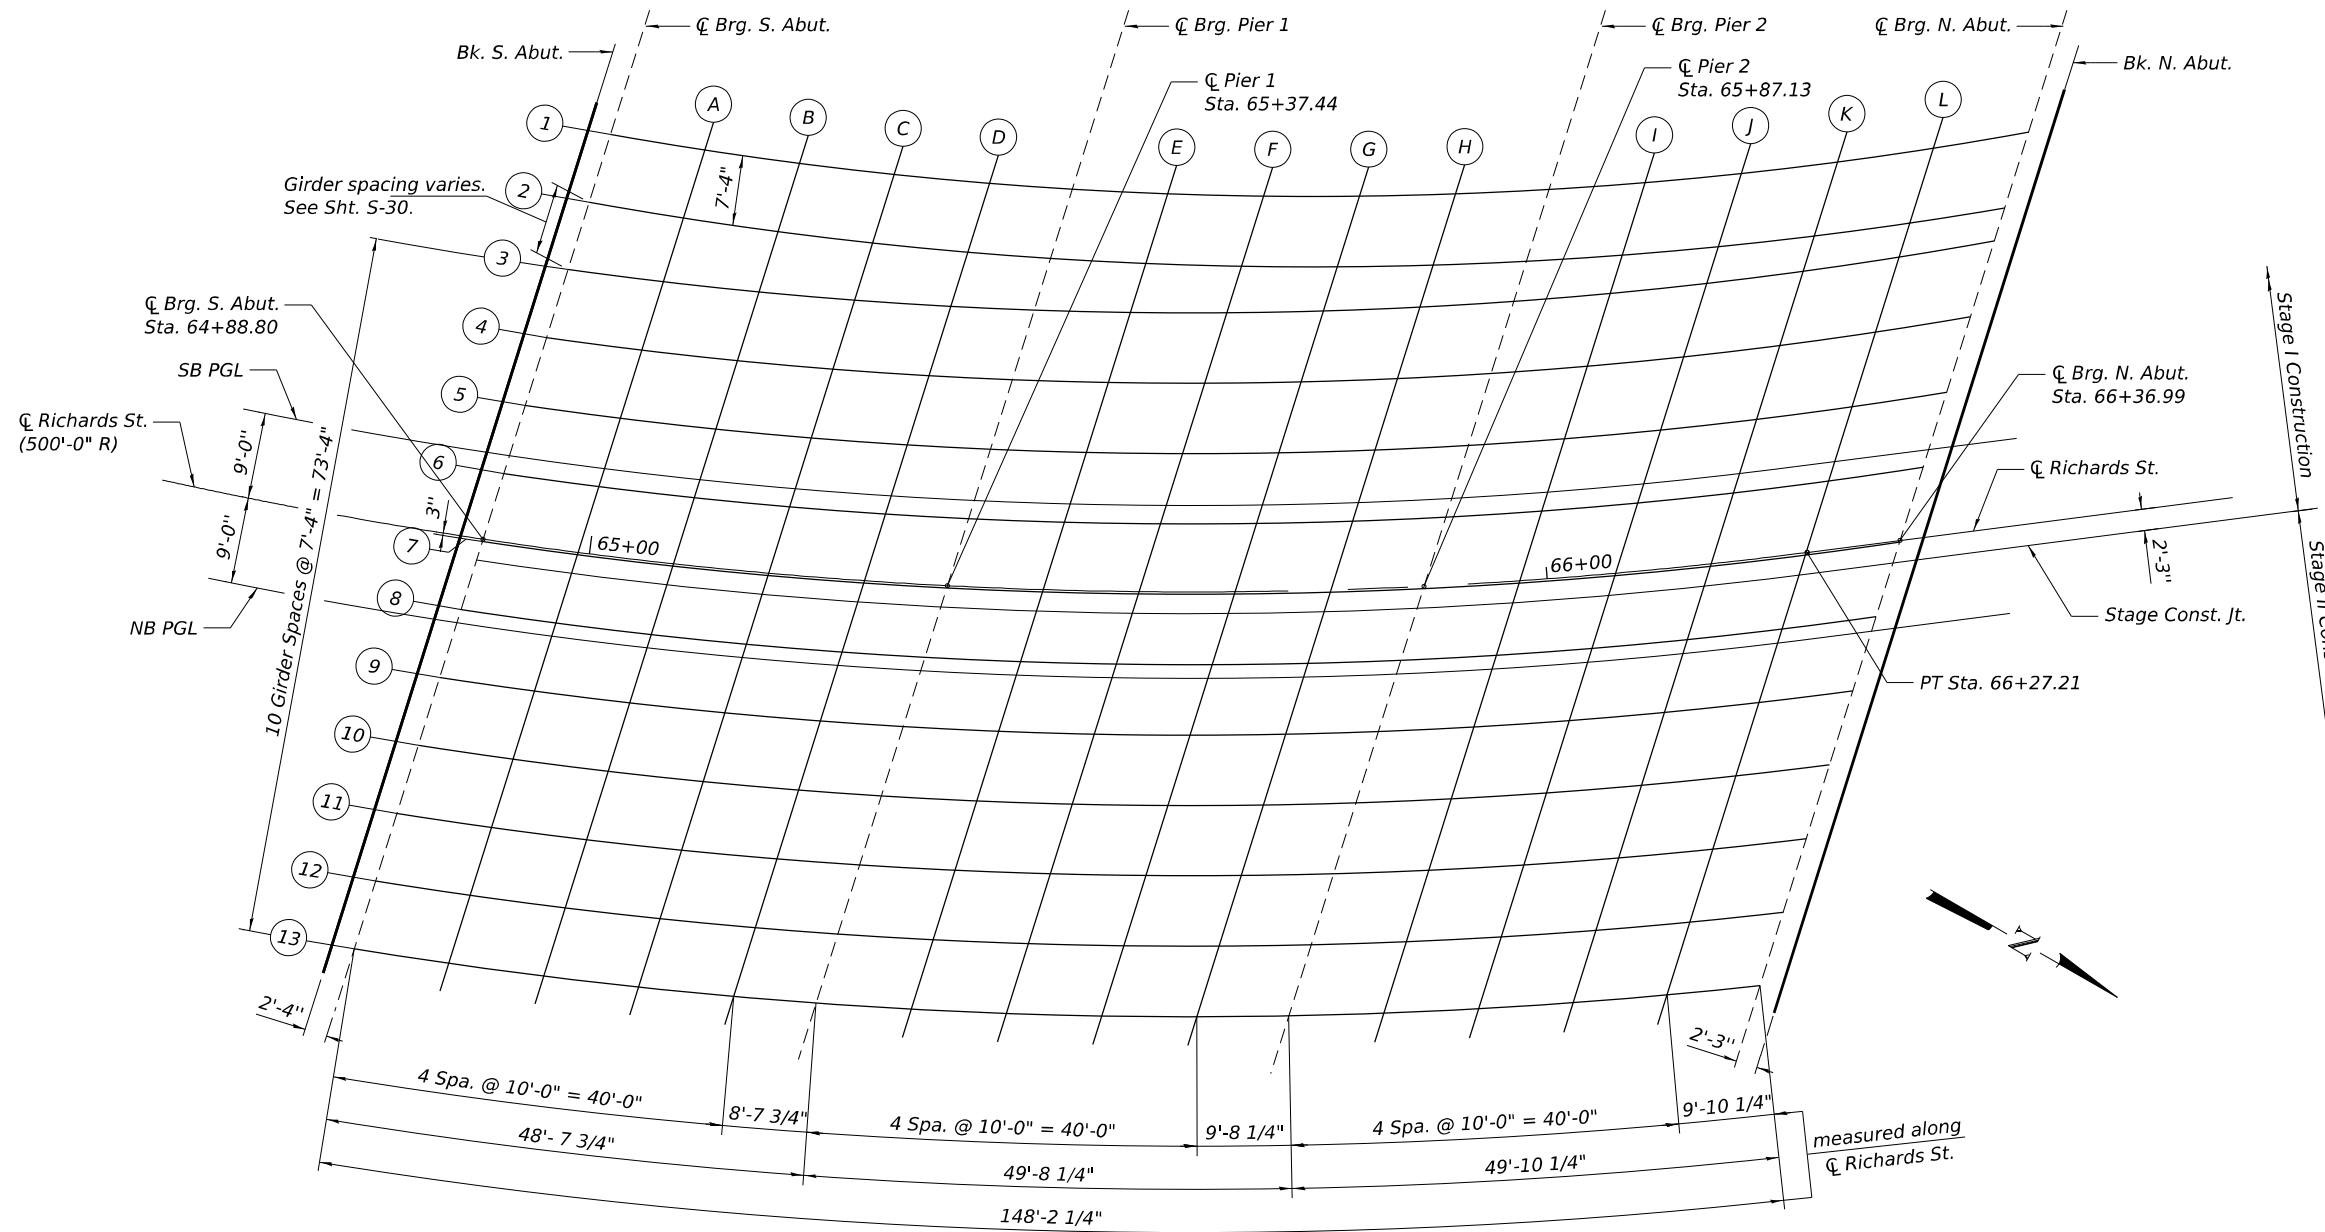 ℄ Brg. S. Abut.
℄ Brg. Pier 1
℄ Brg. Pier 2
℄ Brg. N. Abut.
Bk. S. Abut.
Bk. N. Abut.
℄ Pier 1
Sta. 65+37.44
℄ Pier 2
Sta. 65+87.13
A
B
C
D
E
F
G
H
I
J
K
L
1
2
3
4
5
6
7
8
9
10
11
12
13
7'-4"
Girder spacing varies.
See Sht. S-30.
℄ Brg. S. Abut.
Sta. 64+88.80
SB PGL
℄ Richards St.
(500'-0" R)
9'-0"
9'-0"
NB PGL
10 Girder Spaces @ 7'-4" = 73'-4"
3"
65+00
66+00
Stage I Construction
℄ Brg. N. Abut.
Sta. 66+36.99
℄ Richards St.
2'-3"
Stage II
Stage Const. Jt.
PT Sta. 66+27.21
N
2'-4"
2'-3"
4 Spa. @ 10'-0" = 40'-0"
8'-7 3/4"
4 Spa. @ 10'-0" = 40'-0"
9'-8 1/4"
4 Spa. @ 10'-0" = 40'-0"
9'-10 1/4"
48'- 7 3/4"
49'-8 1/4"
49'-10 1/4"
148'-2 1/4"
measured along
℄ Richards St.